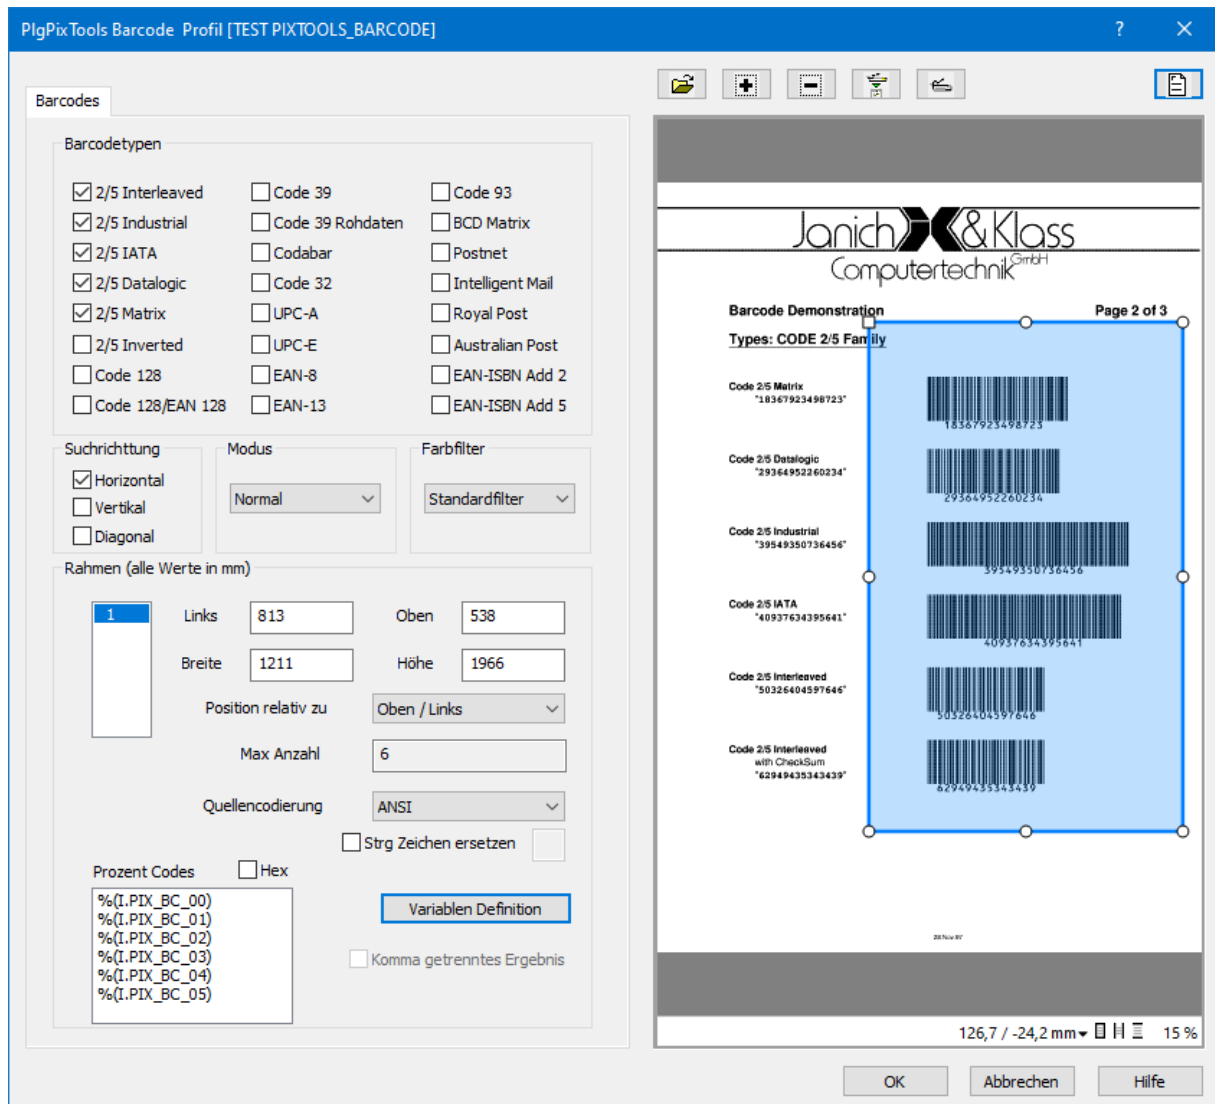 PlgPixTools Barcode  Profil [TEST PIXTOOLS_BARCODE]
?
Barcodes
Barcodetypen
2/5 Interleaved
Code 39
Code 93
2/5 Industrial
Code 39 Rohdaten
BCD Matrix
2/5 IATA
Codabar
Postnet
2/5 Datalogic
Code 32
Intelligent Mail
2/5 Matrix
UPC-A
Royal Post
2/5 Inverted
UPC-E
Australian Post
Code 128
EAN-8
EAN-ISBN Add 2
Code 128/EAN 128
EAN-13
EAN-ISBN Add 5
Suchrichttung
Horizontal
Vertikal
Diagonal
Modus
Normal
Farbfilter
Standardfilter
Rahmen (alle Werte in mm)
1
Links
813
Oben
538
Breite
1211
Höhe
1966
Position relativ zu
Oben / Links
Max Anzahl
6
Quellencodierung
ANSI
Strg Zeichen ersetzen
Prozent Codes
Hex
%(I.PIX_BC_00)
%(I.PIX_BC_01)
%(I.PIX_BC_02)
%(I.PIX_BC_03)
%(I.PIX_BC_04)
%(I.PIX_BC_05)
Variablen Definition
Komma getrenntes Ergebnis
Janich & Klass
Computertechnik GmbH
Barcode Demonstration
Page 2 of 3
Types: CODE 2/5 Family
Code 2/5 Matrix
"18367923498723"
18367923498723
Code 2/5 Datalogic
"29364952260234"
29364952260234
Code 2/5 Industrial
"39549350736456"
39549350736456
Code 2/5 IATA
"40937634395641"
40937634395641
Code 2/5 Interleaved
"50326404597646"
50326404597646
Code 2/5 Interleaved
with CheckSum
"62949435343439"
62949435343439
28 Nov 97
126,7 / -24,2 mm
15 %
OK
Abbrechen
Hilfe